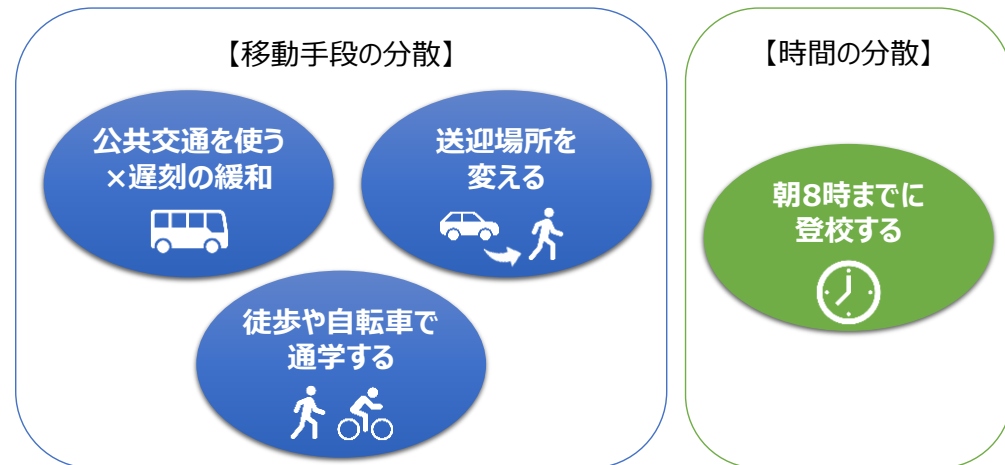 【移動手段の分散】
公共交通を使う
×遅刻の緩和
送迎場所を
変える
徒歩や自転車で
通学する
【時間の分散】
朝8時までに
登校する